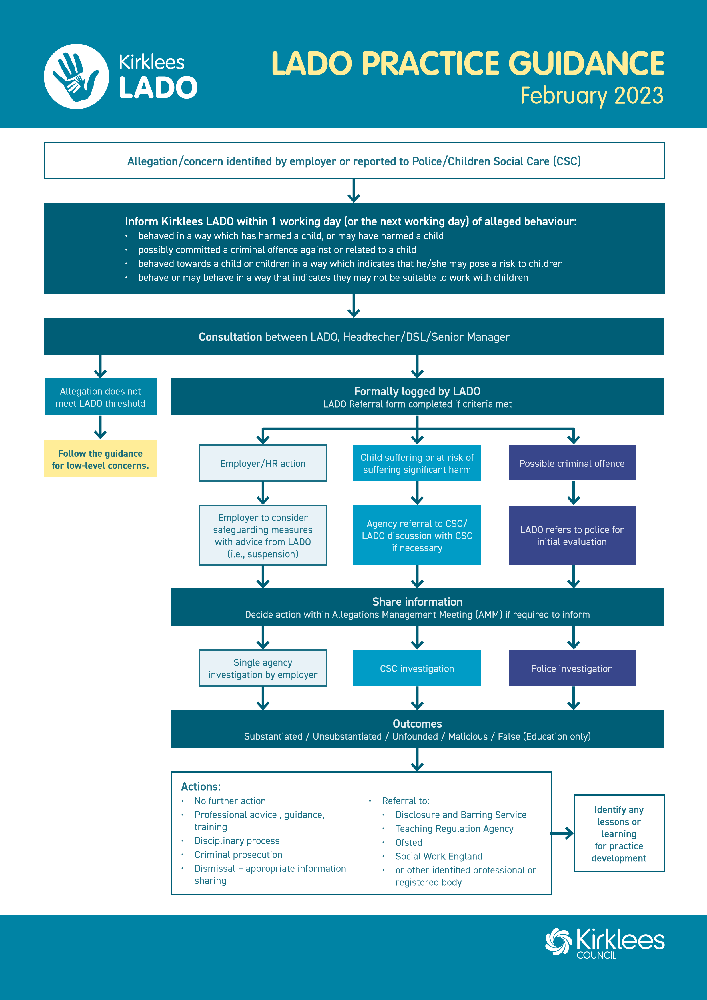 Kirklees
LADO
LADO PRACTICE GUIDANCE
February 2023
Allegation/concern identified by employer or reported to Police/Children Social Care (CSC)
Inform Kirklees LADO within 1 working day (or the next working day) of alleged behaviour:
• behaved in a way which has harmed a child, or may have harmed a child
• possibly committed a criminal offence against or related to a child
• behaved towards a child or children in a way which indicates that he/she may pose a risk to children
• behave or may behave in a way that indicates they may not be suitable to work with children
Consultation between LADO, Headtecher/DSL/Senior Manager
Allegation does not
meet LADO threshold
Follow the guidance
for low-level concerns.
Formally logged by LADO
LADO Referral form completed if criteria met
Employer/HR action
Child suffering or at risk of
suffering significant harm
Possible criminal offence
Employer to consider
safeguarding measures
with advice from LADO
(i.e., suspension)
Agency referral to CSC/
LADO discussion with CSC
if necessary
LADO refers to police for
initial evaluation
Share information
Decide action within Allegations Management Meeting (AMM) if required to inform
Single agency
investigation by employer
CSC investigation
Police investigation
Outcomes
Substantiated / Unsubstantiated / Unfounded / Malicious / False (Education only)
Actions:
• No further action
• Professional advice , guidance,
training
• Disciplinary process
• Criminal prosecution
• Dismissal – appropriate information
sharing
• Referral to:
• Disclosure and Barring Service
• Teaching Regulation Agency
• Ofsted
• Social Work England
• or other identified professional or
registered body
Identify any
lessons or
learning
for practice
development
Kirklees
COUNCIL